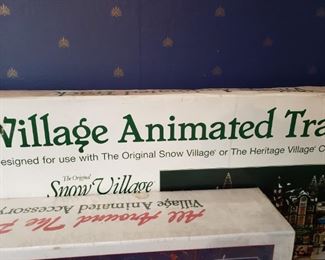 Village Animated Tra
esigned for use with The Original Snow Village® or The Heritage Village C
The Original
Snow Village
All Around The P
Village Animated Accessory